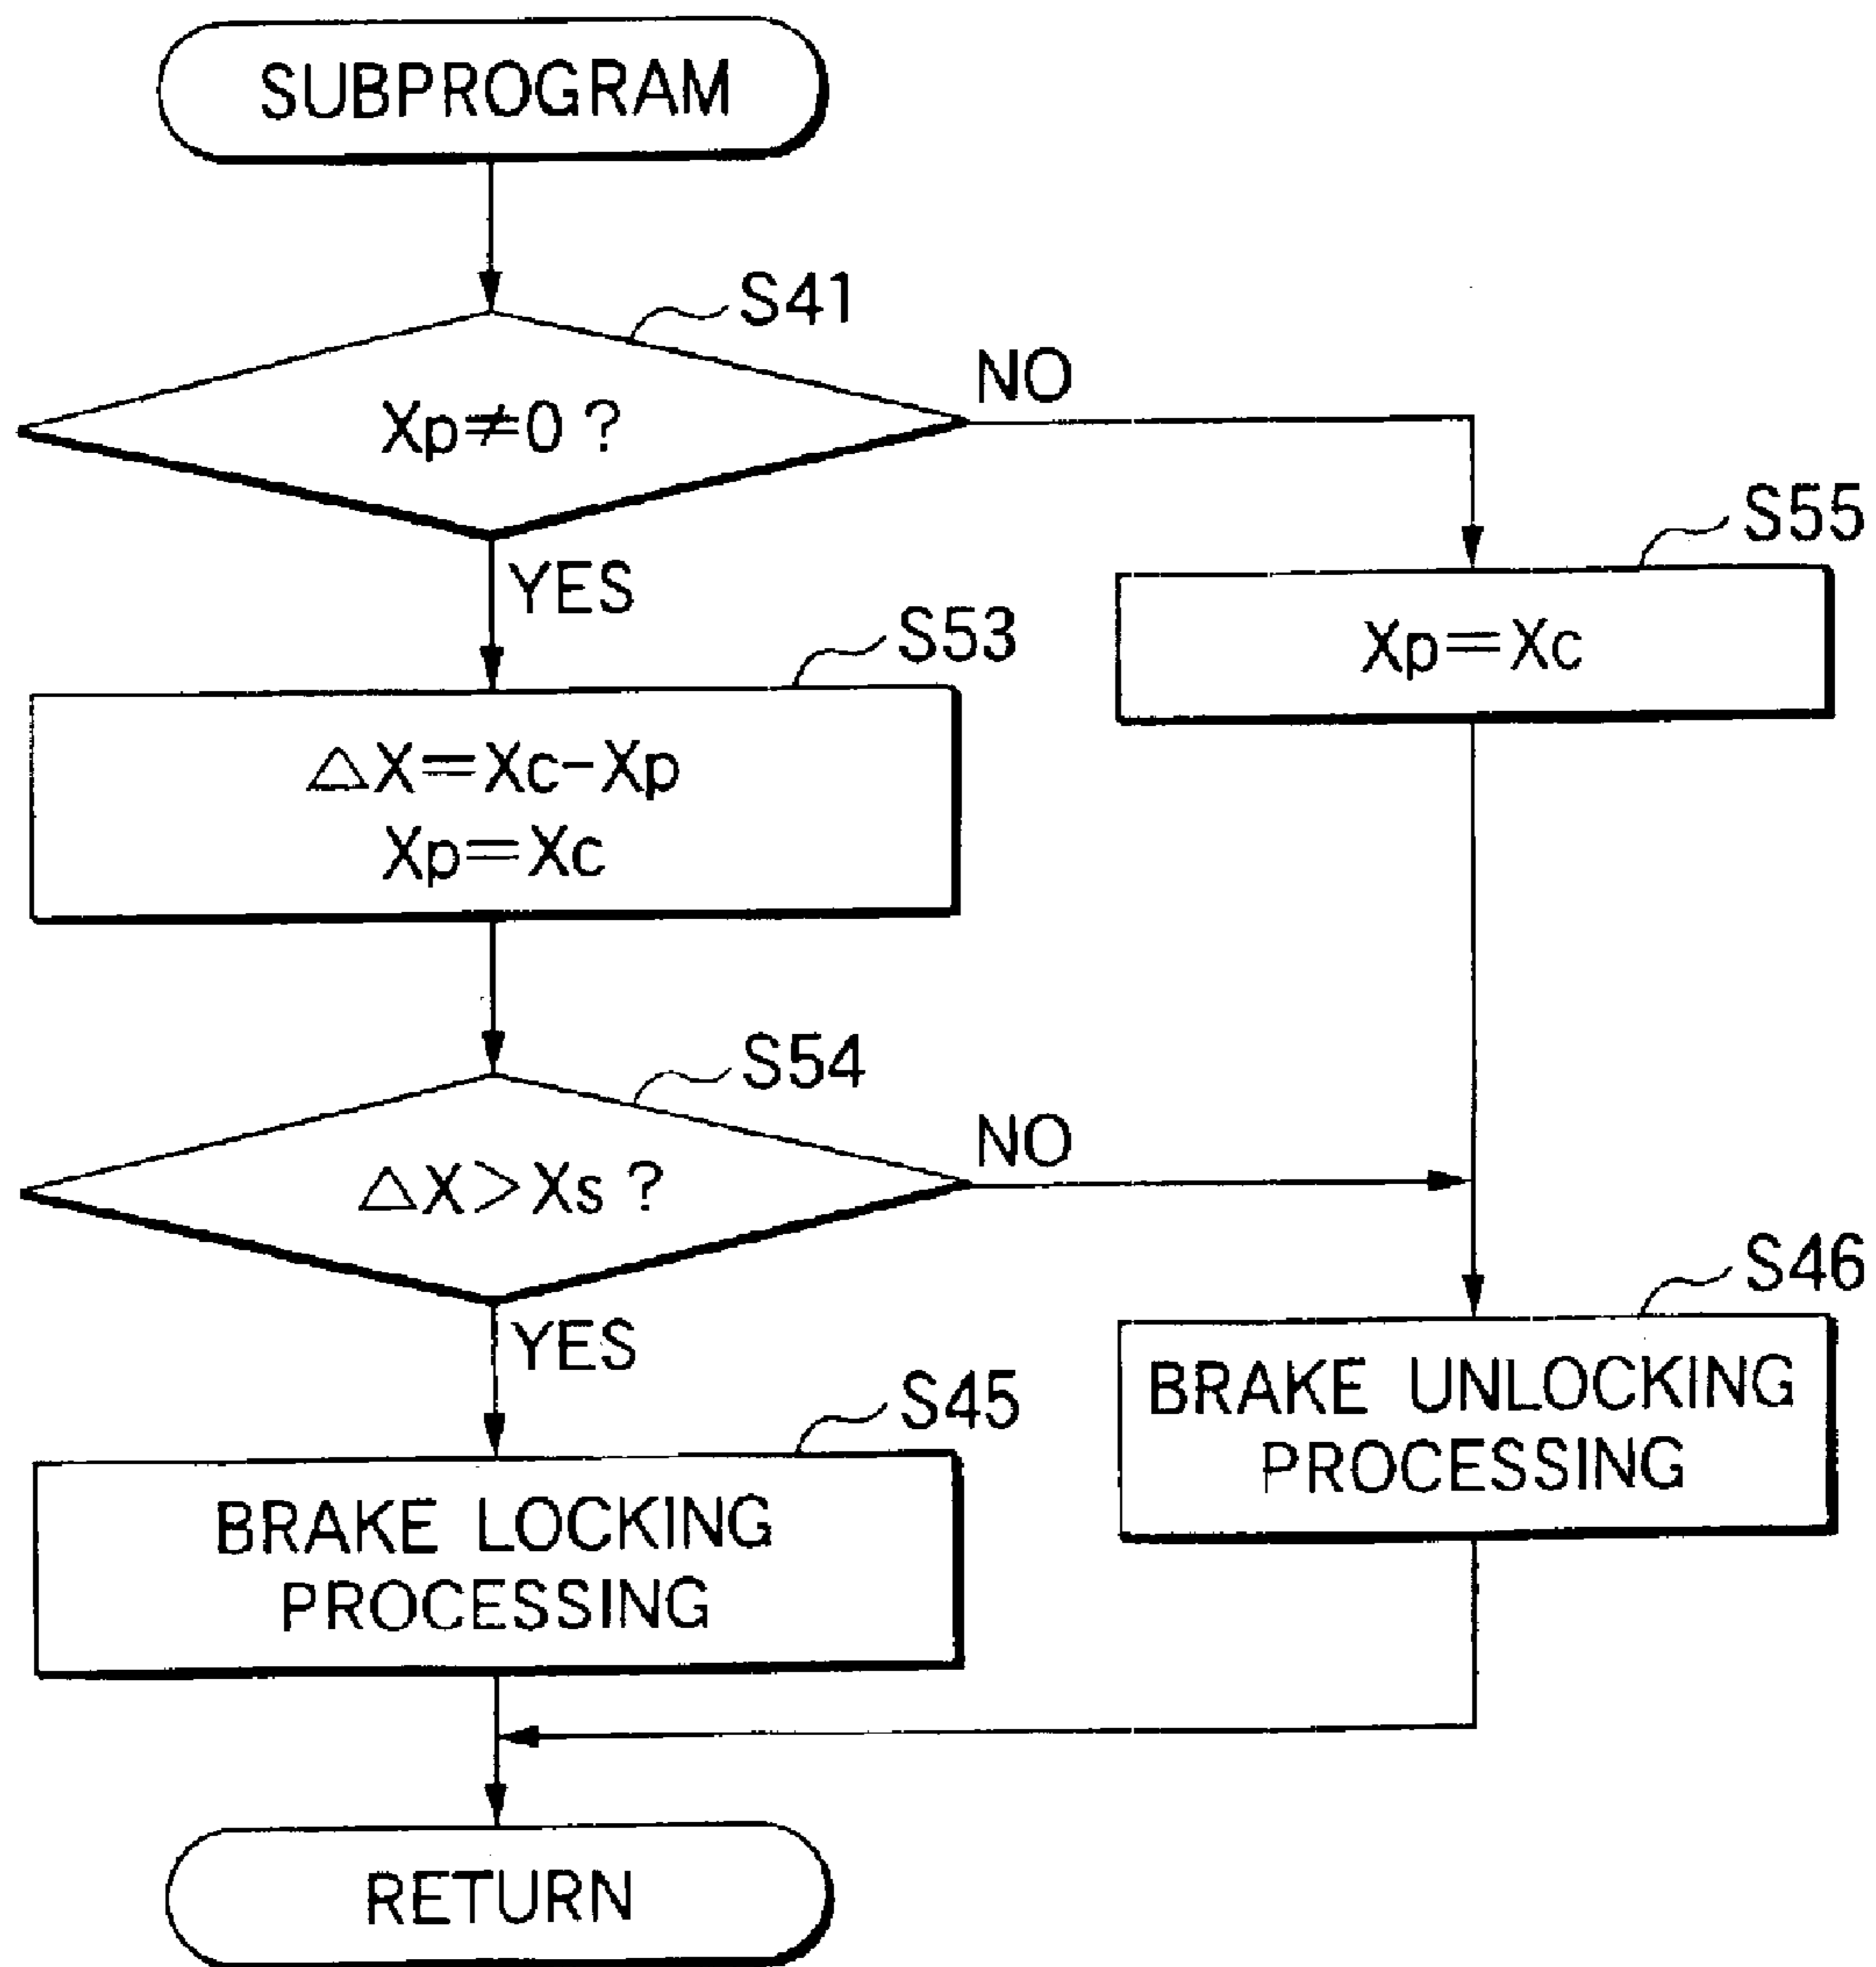 SUBPROGRAM
S41
Xp≠0?
NO
YES
S55
Xp=Xc
S53
△X=Xc-Xp
Xp=Xc
S54
△X>Xs?
NO
YES
S46
BRAKE UNLOCKING
PROCESSING
S45
BRAKE LOCKING
PROCESSING
RETURN